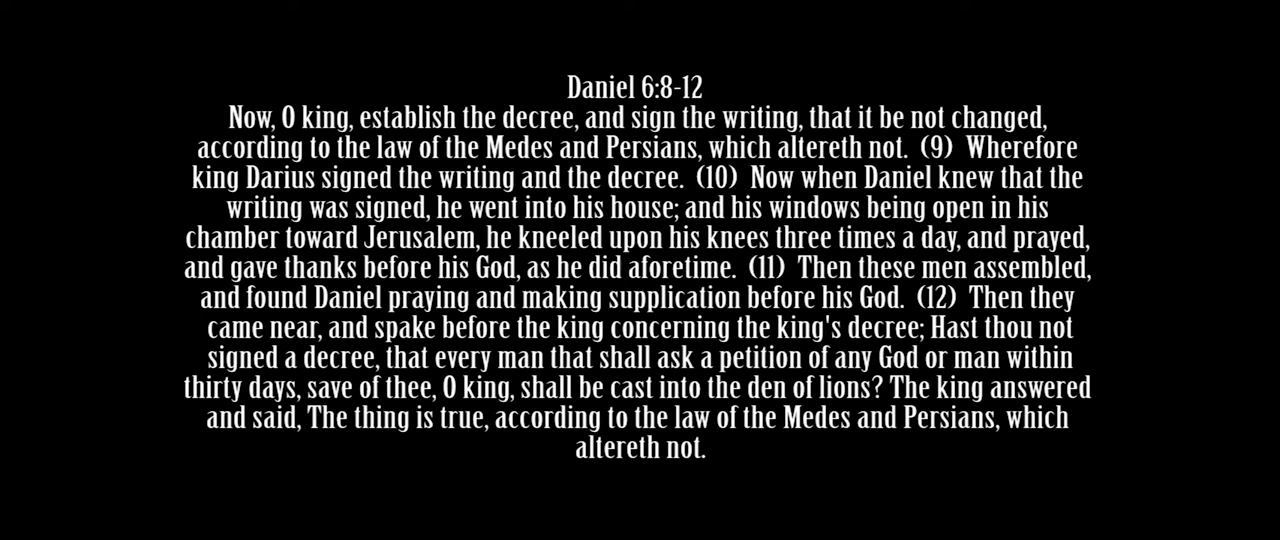 Daniel 6:8-12
Now, O king, establish the decree, and sign the writing, that it be not changed,
according to the law of the Medes and Persians, which altereth not.  (9)  Wherefore
king Darius signed the writing and the decree.  (10)  Now when Daniel knew that the
writing was signed, he went into his house; and his windows being open in his
chamber toward Jerusalem, he kneeled upon his knees three times a day, and prayed,
and gave thanks before his God, as he did aforetime.  (11)  Then these men assembled,
and found Daniel praying and making supplication before his God.  (12)  Then they
came near, and spake before the king concerning the king's decree; Hast thou not
signed a decree, that every man that shall ask a petition of any God or man within
thirty days, save of thee, O king, shall be cast into the den of lions? The king answered
and said, The thing is true, according to the law of the Medes and Persians, which
altereth not.